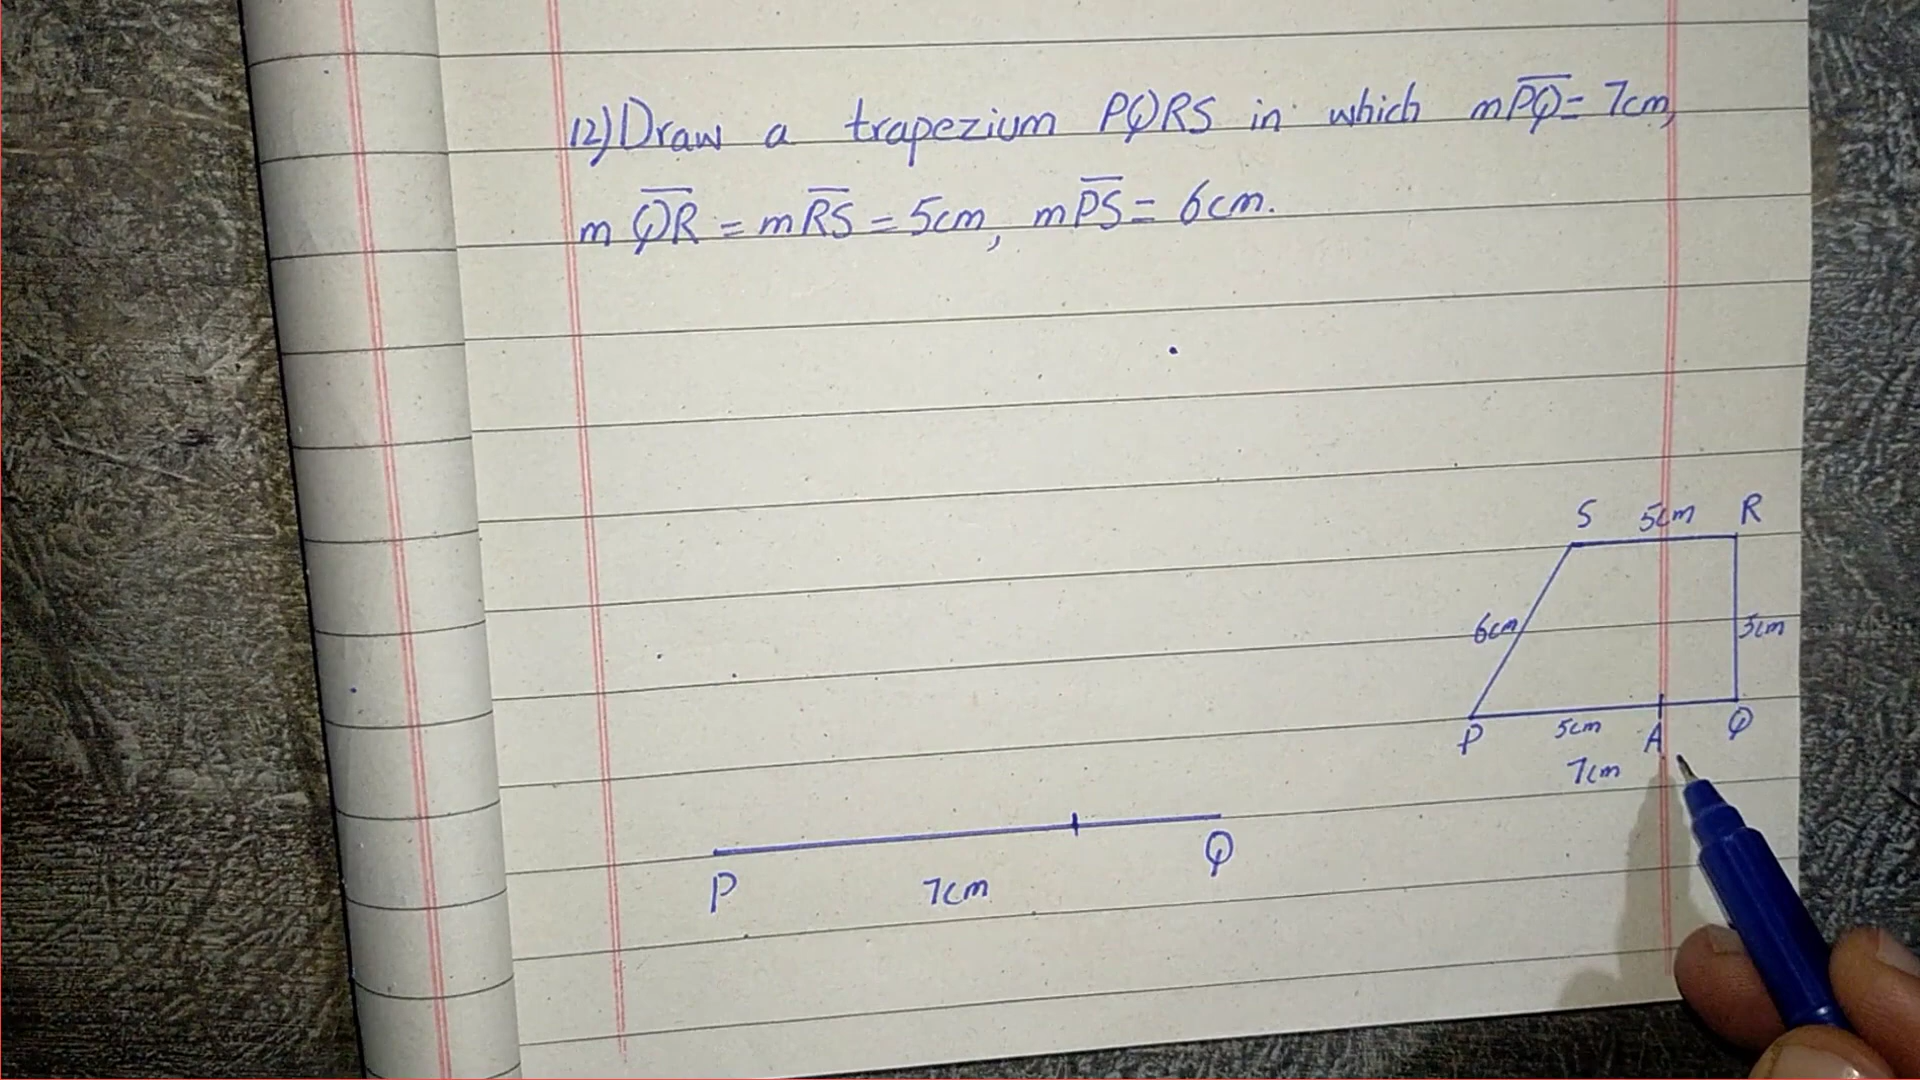 12) Draw a trapezium PQRS in which mPQ = 7cm,
mQR = mRS = 5cm, mPS = 6cm.
S 5cm R
6cm 5cm
P 5cm A Q
7cm
P 7cm Q